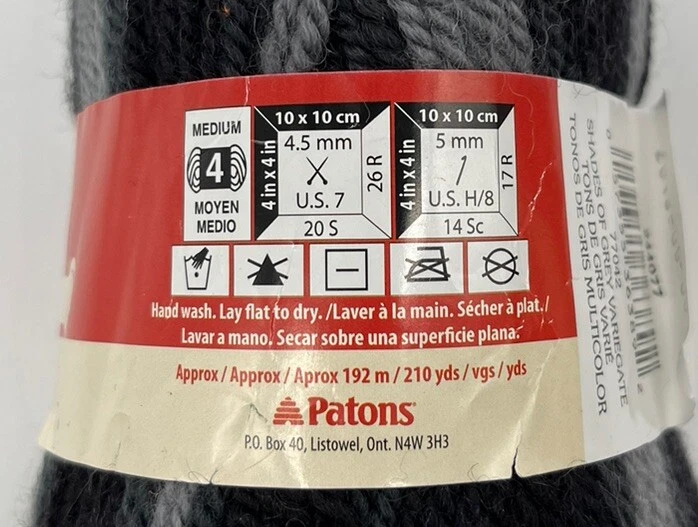 MEDIUM
4
MOYEN
MEDIO
10 x 10 cm
4 in x 4 in
4.5 mm
U.S. 7
26 R
20 S
10 x 10 cm
4 in x 4 in
5 mm
U.S. H/8
17 R
14 Sc
Hand wash. Lay flat to dry. /Laver à la main. Sécher à plat./
Lavar a mano. Secar sobre una superficie plana.
Approx / Approx / Aprox 192 m / 210 yds / vgs / yds
Patons
P.O. Box 40, Listowel, Ont. N4W 3H3
77042
SHADES OF GREY VARIEGATE
TONS DE GRIS VARIÉ
TONOS DE GRIS MULTICOLOR